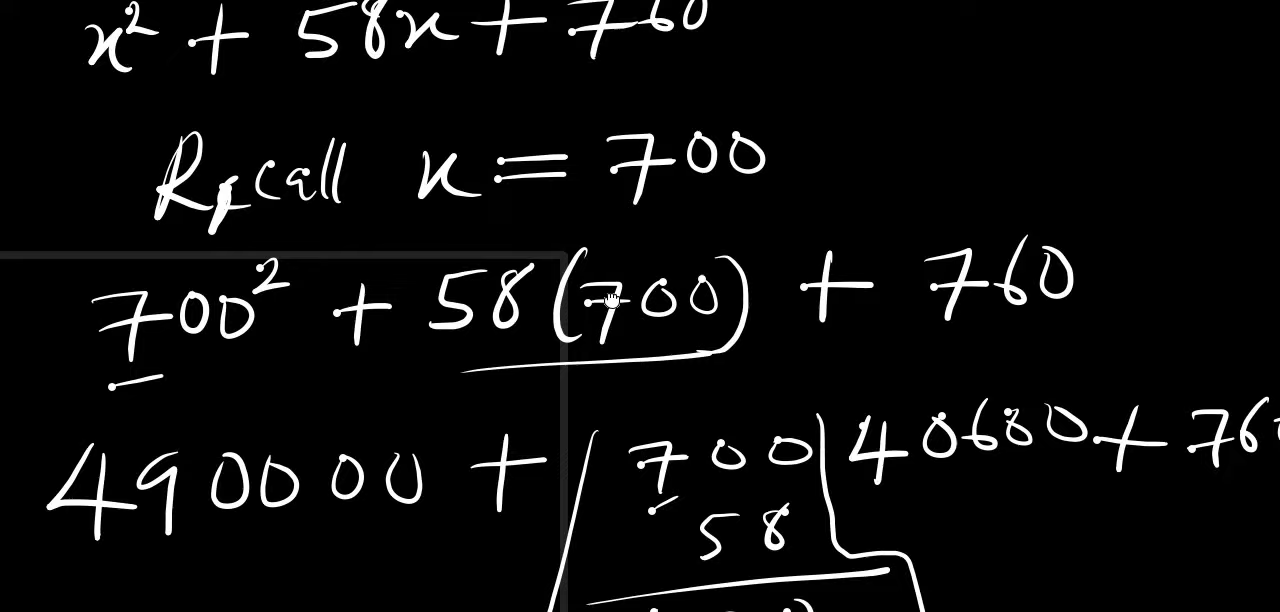 x² + 58x + 760
Recall x = 700
700² + 58(700) + 760
490000 + 700 40600 + 76
58